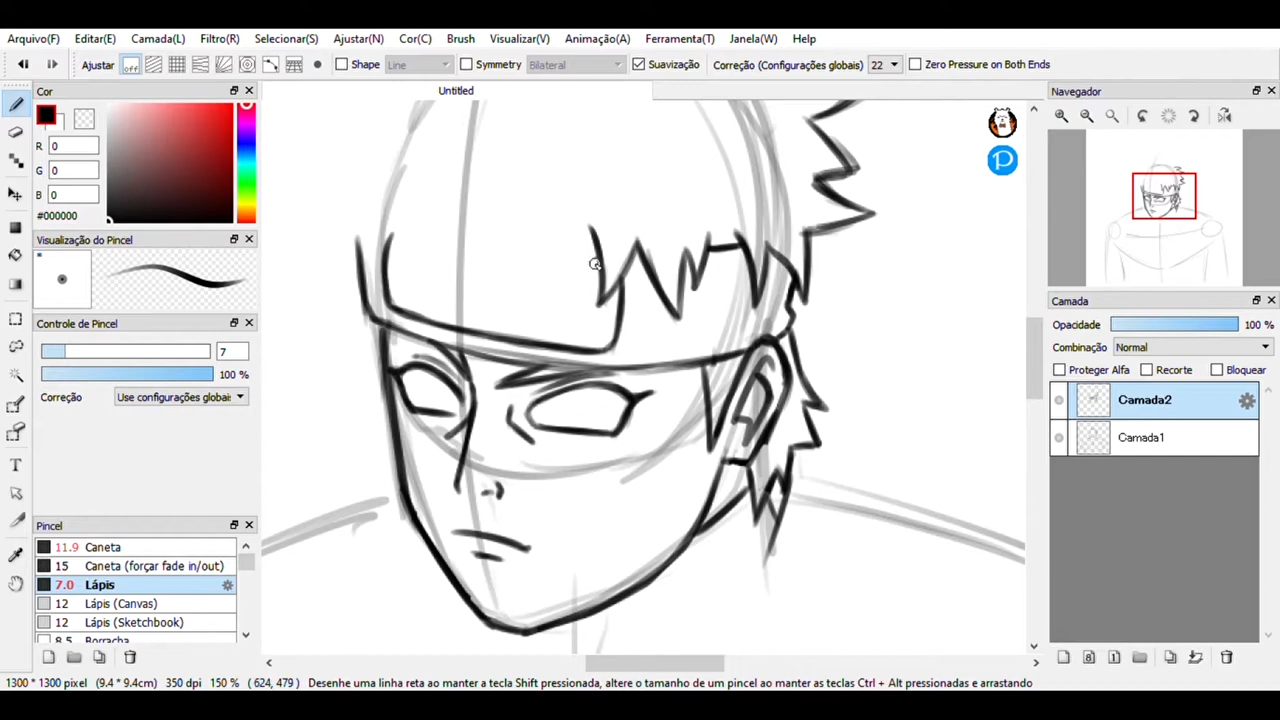 Arquivo(F) Editar(E) Camada(L) Filtro(R) Selecionar(S) Ajustar(N) Cor(C) Brush Visualizar(V) Animação(A) Ferramenta(T) Janela(W) Help
Ajustar off Shape Line Symmetry Bilateral Suavização Correção (Configurações globais) 22 Zero Pressure on Both Ends
Cor
Untitled
Navegador
R 0
G 0
B 0
#000000
Visualização do Pincel
Controle de Pincel
7
100 %
Correção Use configurações globais
Camada
Opacidade 100 %
Combinação Normal
Proteger Alfa Recorte Bloquear
Camada2
Camada1
Pincel
11.9 Caneta
15 Caneta (forçar fade in/out)
7.0 Lápis
12 Lápis (Canvas)
12 Lápis (Sketchbook)
8.5 Borracha
1300 * 1300 pixel (9.4 * 9.4cm) 350 dpi 150 % ( 624, 479 ) Desenhe uma linha reta ao manter a tecla Shift pressionada, altere o tamanho de um pincel ao manter as teclas Ctrl + Alt pressionadas e arrastando